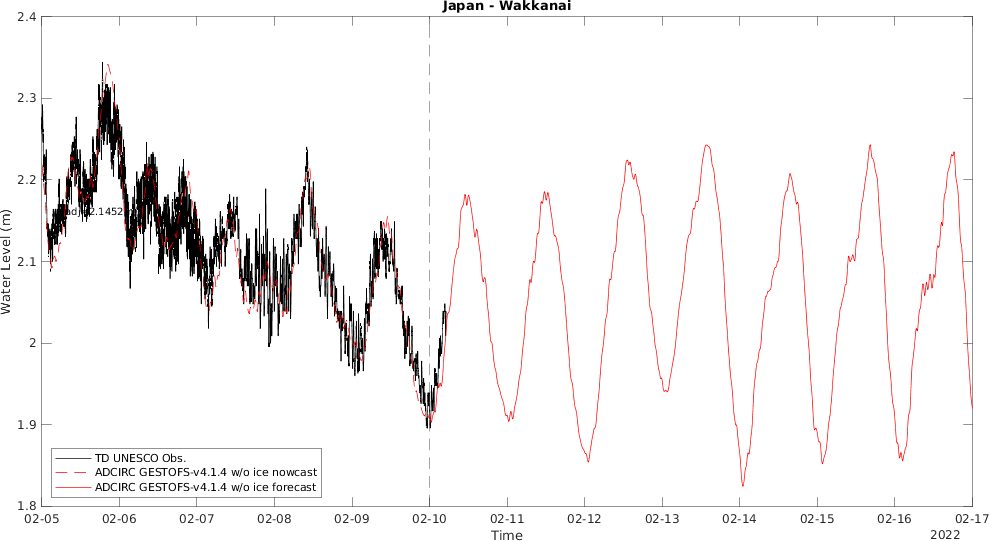 Japan - Wakkanai
2.4
2.3
2.2
2.1
2
1.9
1.8
Water Level (m)
TD UNESCO Obs.
ADCIRC GESTOFS-v4.1.4 w/o ice nowcast
ADCIRC GESTOFS-v4.1.4 w/o ice forecast
02-05 02-06 02-07 02-08 02-09 02-10 02-11 02-12 02-13 02-14 02-15 02-16 02-17
Time
2022